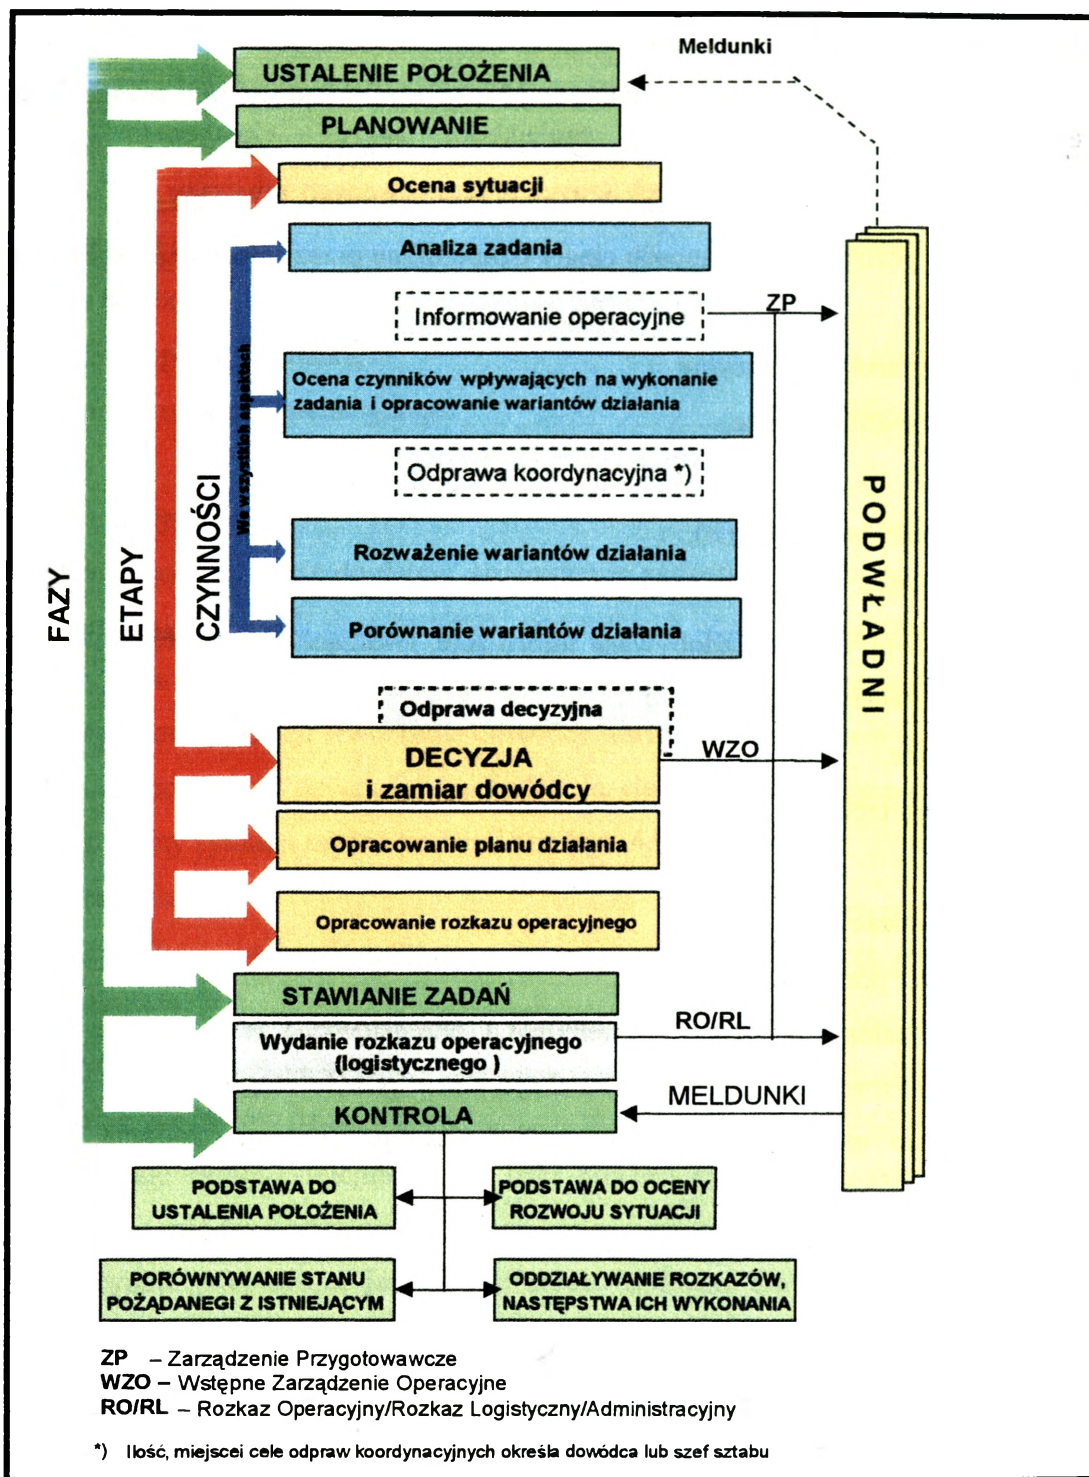 Meldunki
USTALENIE POŁOŻENIA
PLANOWANIE
Ocena sytuacji
Analiza zadania
Informowanie operacyjne
ZP
Ocena czynników wpływających na wykonanie
zadania i opracowanie wariantów działania
Odprawa koordynacyjna *)
Rozważenie wariantów działania
Porównanie wariantów działania
We wszystkich aspektach
CZYNNOŚCI
ETAPY
FAZY
PODWŁADNI
Odprawa decyzyjna
DECYZJA
i zamiar dowódcy
WZO
Opracowanie planu działania
Opracowanie rozkazu operacyjnego
STAWIANIE ZADAŃ
Wydanie rozkazu operacyjnego
(logistycznego )
RO/RL
KONTROLA
MELDUNKI
PODSTAWA DO
USTALENIA POŁOŻENIA
PODSTAWA DO OCENY
ROZWOJU SYTUACJI
PORÓWNYWANIE STANU
POŻĄDANEGI Z ISTNIEJĄCYM
ODDZIAŁYWANIE ROZKAZÓW,
NASTĘPSTWA ICH WYKONANIA
ZP – Zarządzenie Przygotowawcze
WZO – Wstępne Zarządzenie Operacyjne
RO/RL – Rozkaz Operacyjny/Rozkaz Logistyczny/Administracyjny
*) Ilość, miejscei cele odpraw koordynacyjnych określa dowódca lub szef sztabu